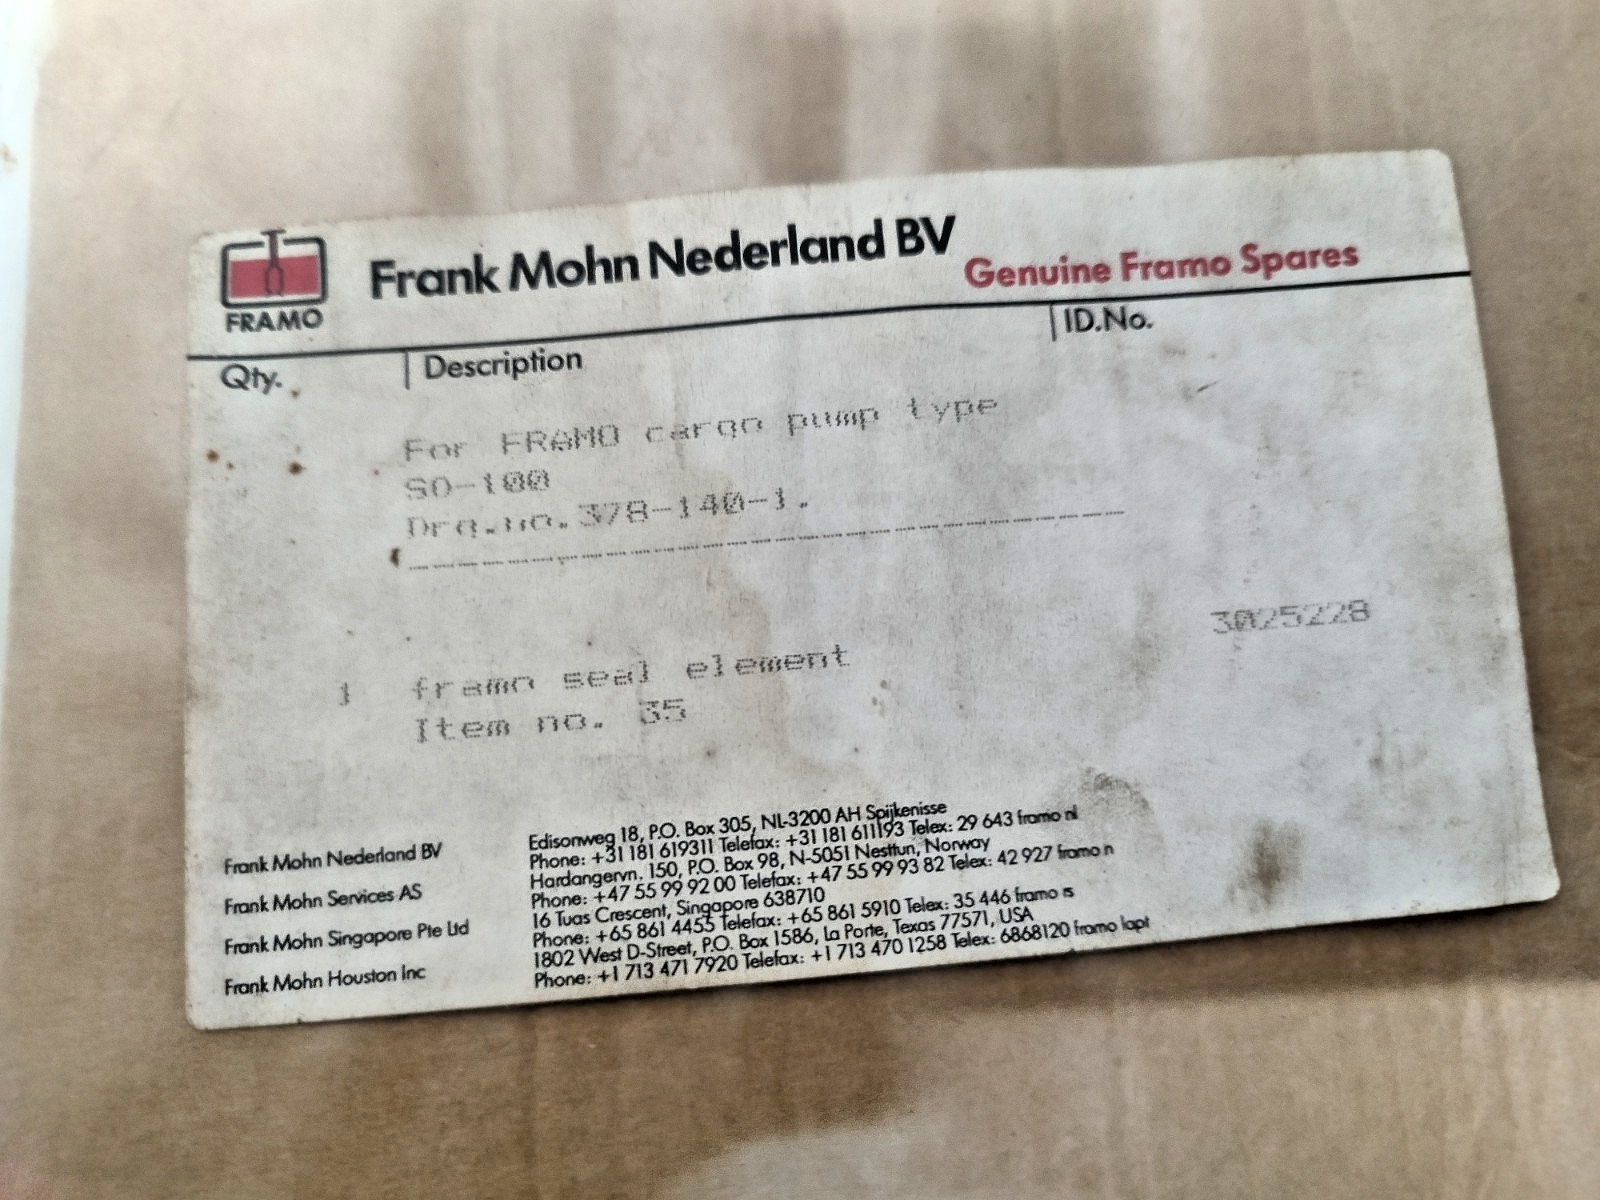 FRAMO
Frank Mohn Nederland BV
Genuine Framo Spares
Qty. Description ID.No.
For FRAMO cargo pump type
SD-100
Drg.no.378-140-1.
1 framo seal element 3025228
Item no. 35
Frank Mohn Nederland BV
Edisonweg 18, P.O. Box 305, NL-3200 AH Spijkenisse
Phone: +31 181 619311 Telefax: +31 181 611193 Telex: 29 643 framo nl
Frank Mohn Services AS
Hardangervn. 150, P.O. Box 98, N-5051 Nesttun, Norway
Phone: +47 55 99 92 00 Telefax: +47 55 99 93 82 Telex: 42 927 framo n
Frank Mohn Singapore Pte Ltd
16 Tuas Crescent, Singapore 638710
Phone: +65 861 4455 Telefax: +65 861 5910 Telex: 35 446 framo rs
Frank Mohn Houston Inc
1802 West D-Street, P.O. Box 1586, La Porte, Texas 77571, USA
Phone: +1 713 471 7920 Telefax: +1 713 470 1258 Telex: 6868120 framo lapt